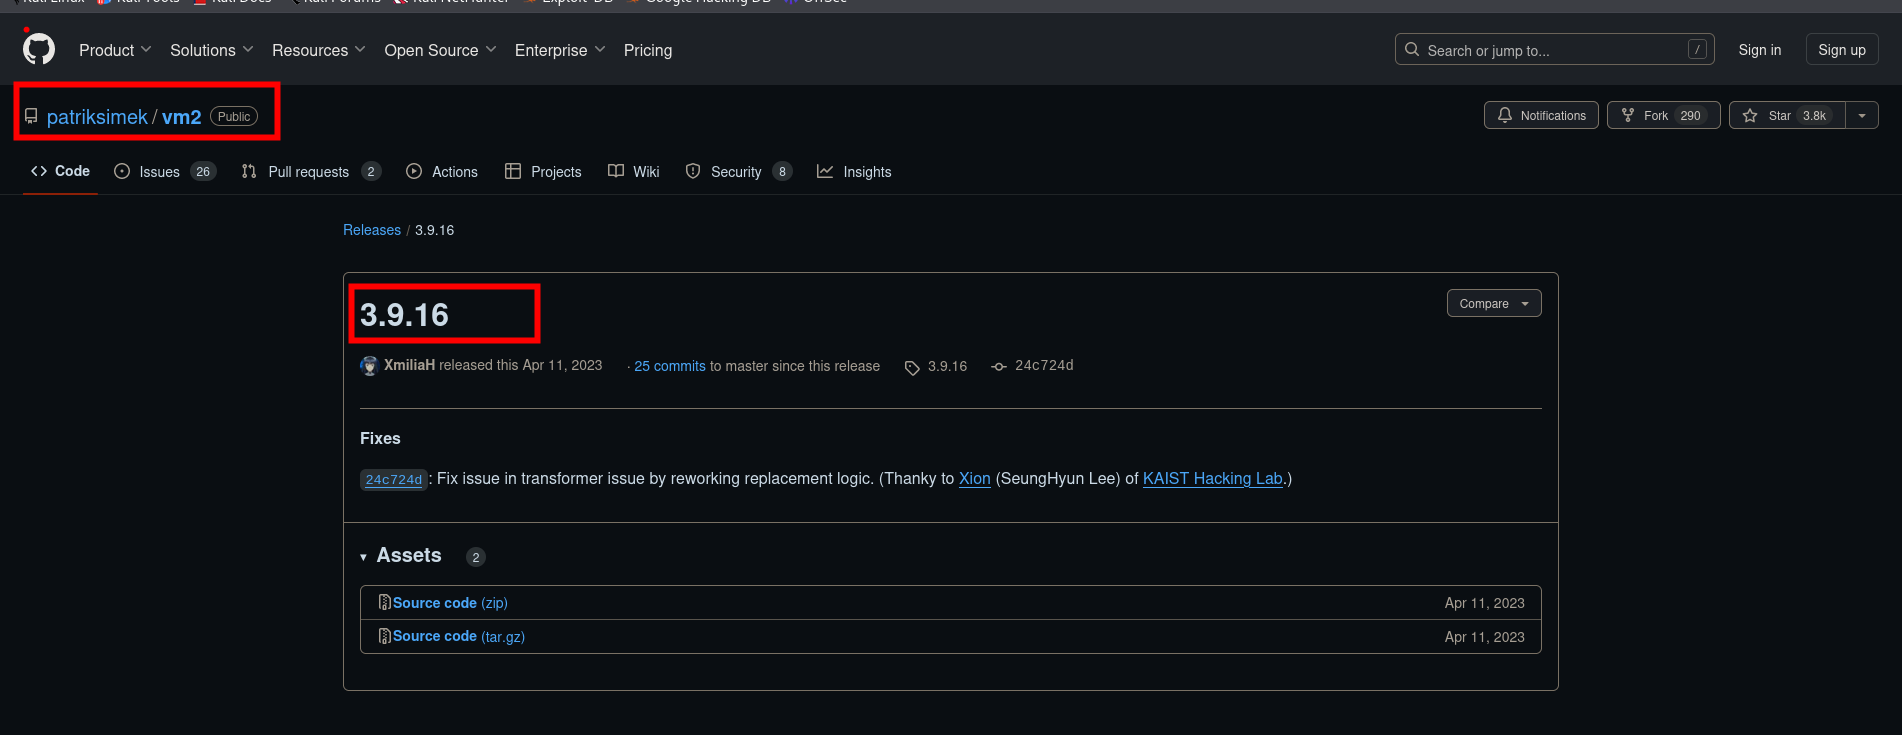 Kali Linux Kali Tools Kali Docs Kali Forums Kali NetHunter Exploit-DB Google Hacking DB OffSec
Product Solutions Resources Open Source Enterprise Pricing Search or jump to... / Sign in Sign up
patriksimek / vm2 Public Notifications Fork 290 Star 3.8k
Code Issues 26 Pull requests 2 Actions Projects Wiki Security 8 Insights
Releases / 3.9.16
3.9.16 Compare
XmiliaH released this Apr 11, 2023 · 25 commits to master since this release 3.9.16 24c724d
Fixes
24c724d: Fix issue in transformer issue by reworking replacement logic. (Thanky to Xion (SeungHyun Lee) of KAIST Hacking Lab.)
Assets 2
Source code (zip) Apr 11, 2023
Source code (tar.gz) Apr 11, 2023